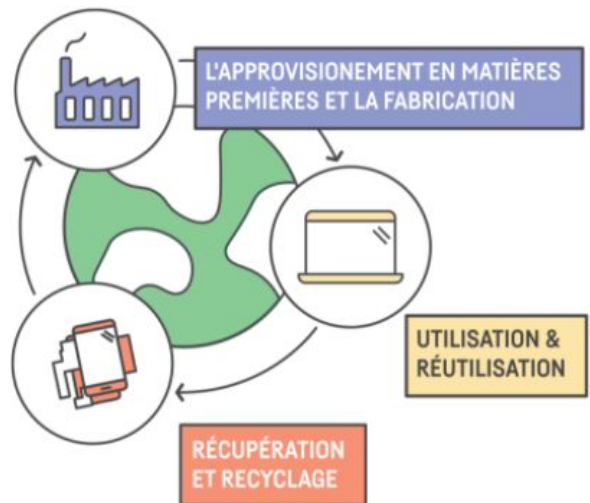 L'APPROVISIONEMENT EN MATIÈRES
PREMIÈRES ET LA FABRICATION
UTILISATION &
RÉUTILISATION
RÉCUPÉRATION
ET RECYCLAGE